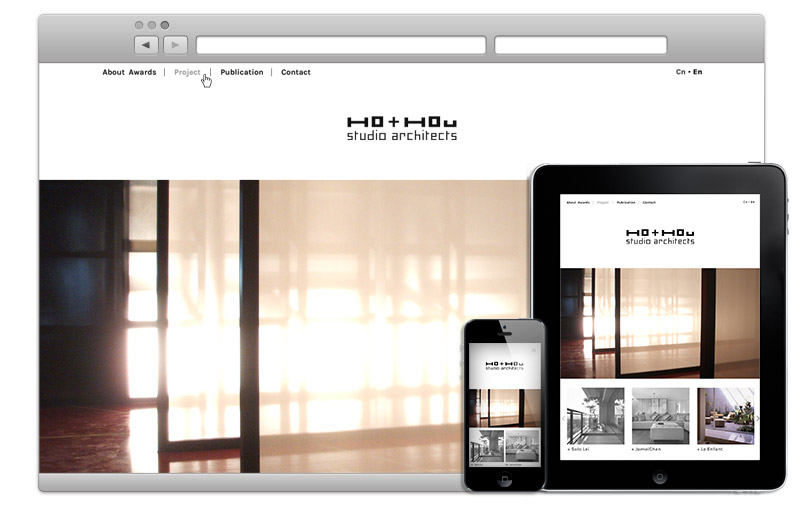 About Awards | Project | Publication | Contact
Cn • En
HO+HOU
studio architects
About Awards | Project | Publication | Contact
Cn • En
HO+HOU
studio architects
HO+HOU
studio architects
+ Solo Lei
+ JameiChen
+ Le Enfant